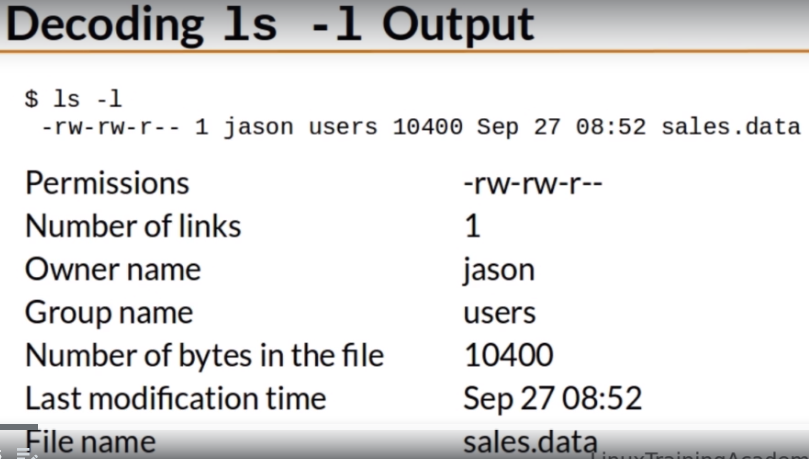 Decoding ls -l Output
$ ls -l
-rw-rw-r-- 1 jason users 10400 Sep 27 08:52 sales.data
Permissions -rw-rw-r--
Number of links 1
Owner name jason
Group name users
Number of bytes in the file 10400
Last modification time Sep 27 08:52
File name sales.data
LinuxTrainingAcadem